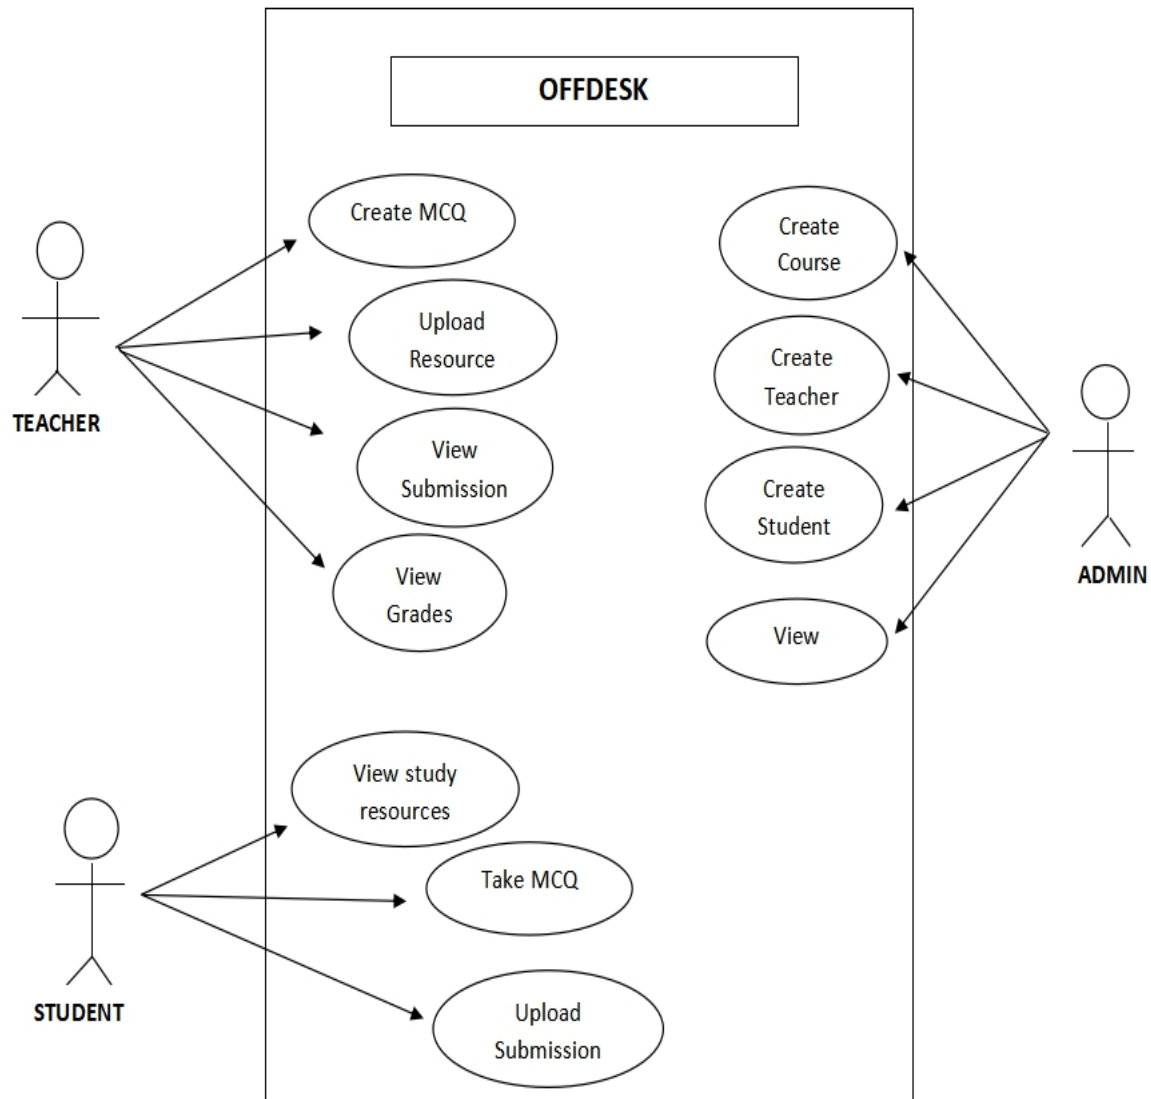 OFFDESK
Create MCQ
Upload
Resource
View
Submission
View
Grades
TEACHER
Create
Course
Create
Teacher
Create
Student
View
ADMIN
View study
resources
Take MCQ
Upload
Submission
STUDENT